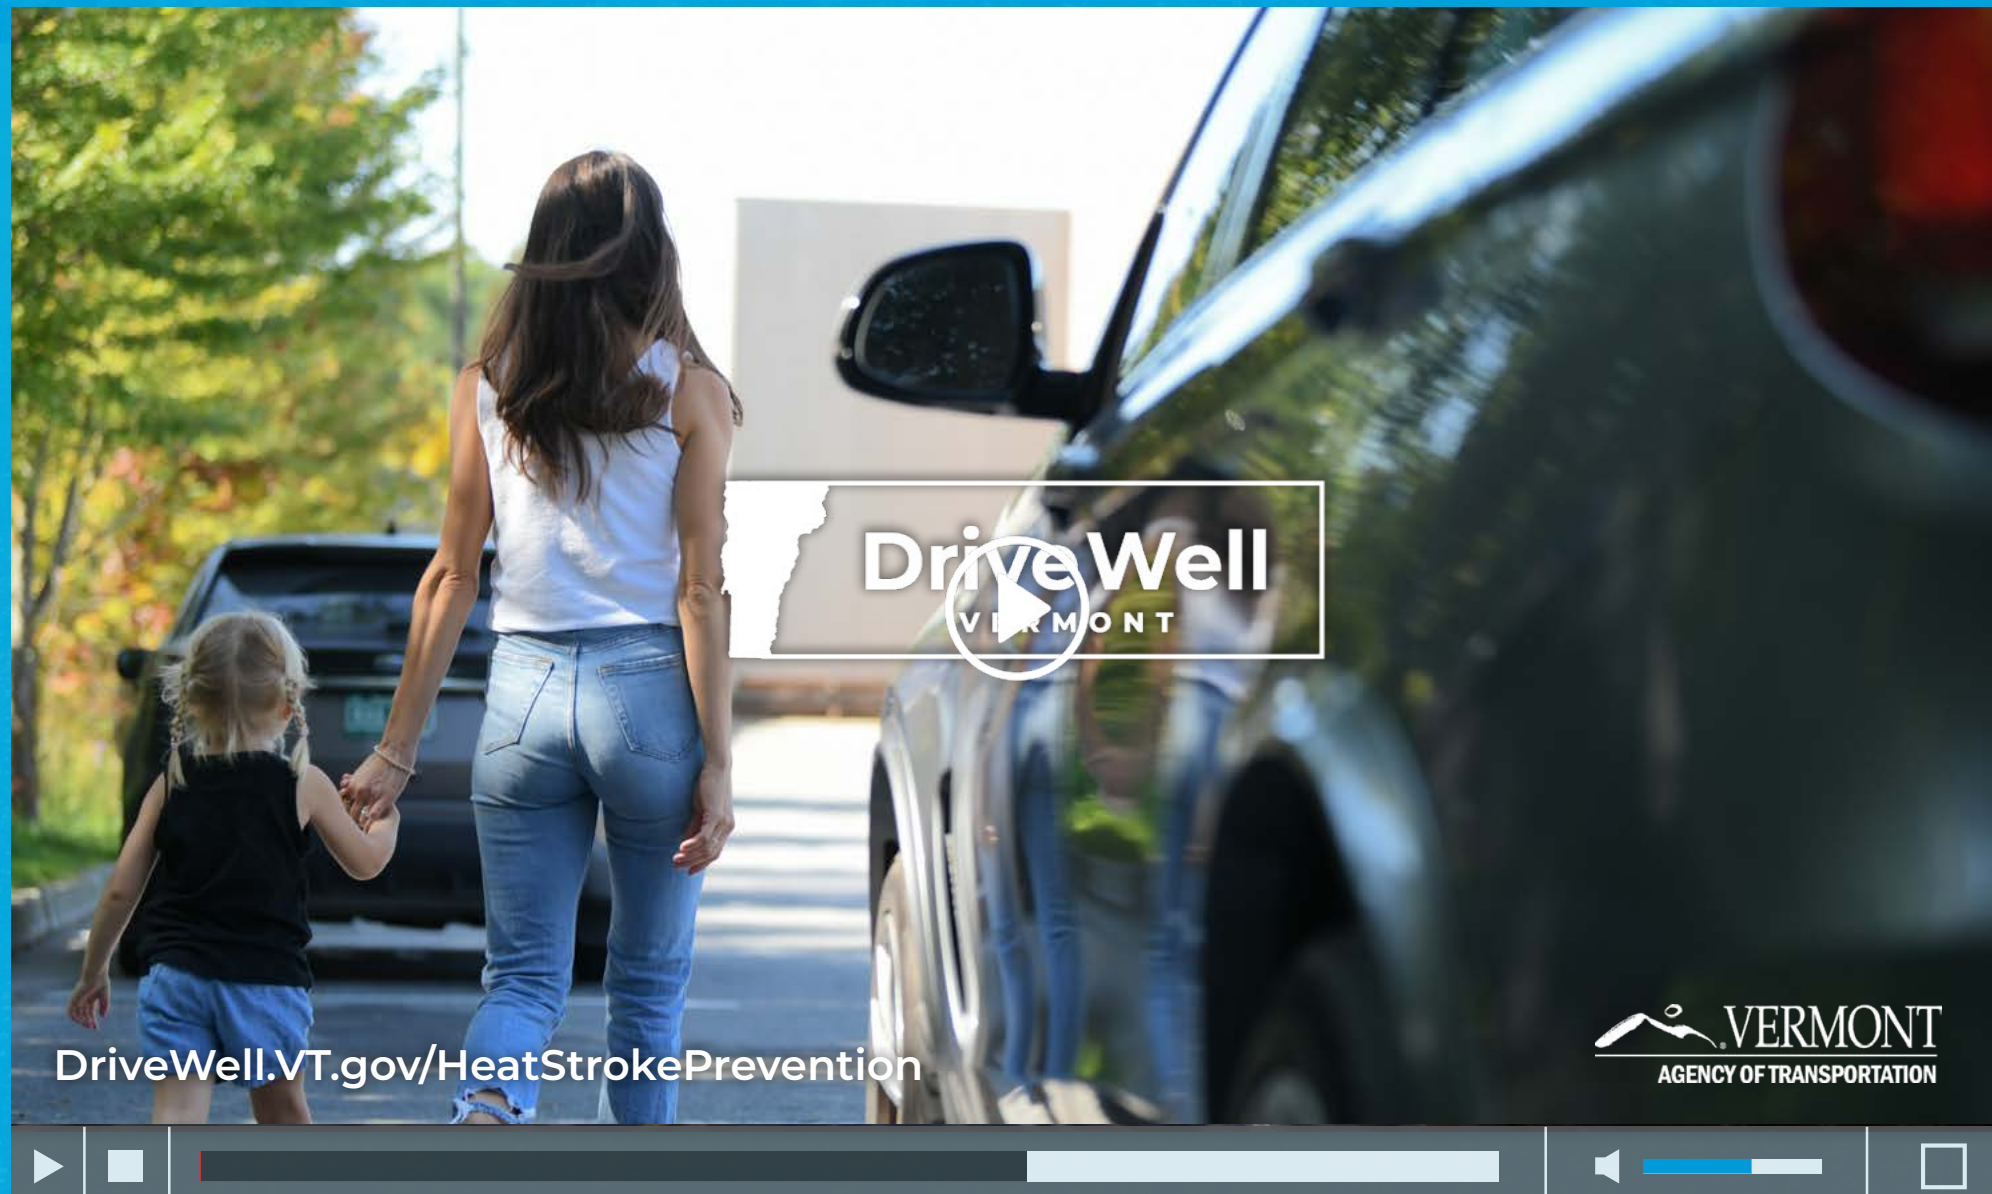 DriveWell
VERMONT
DriveWell.VT.gov/HeatStrokePrevention
VERMONT
AGENCY OF TRANSPORTATION